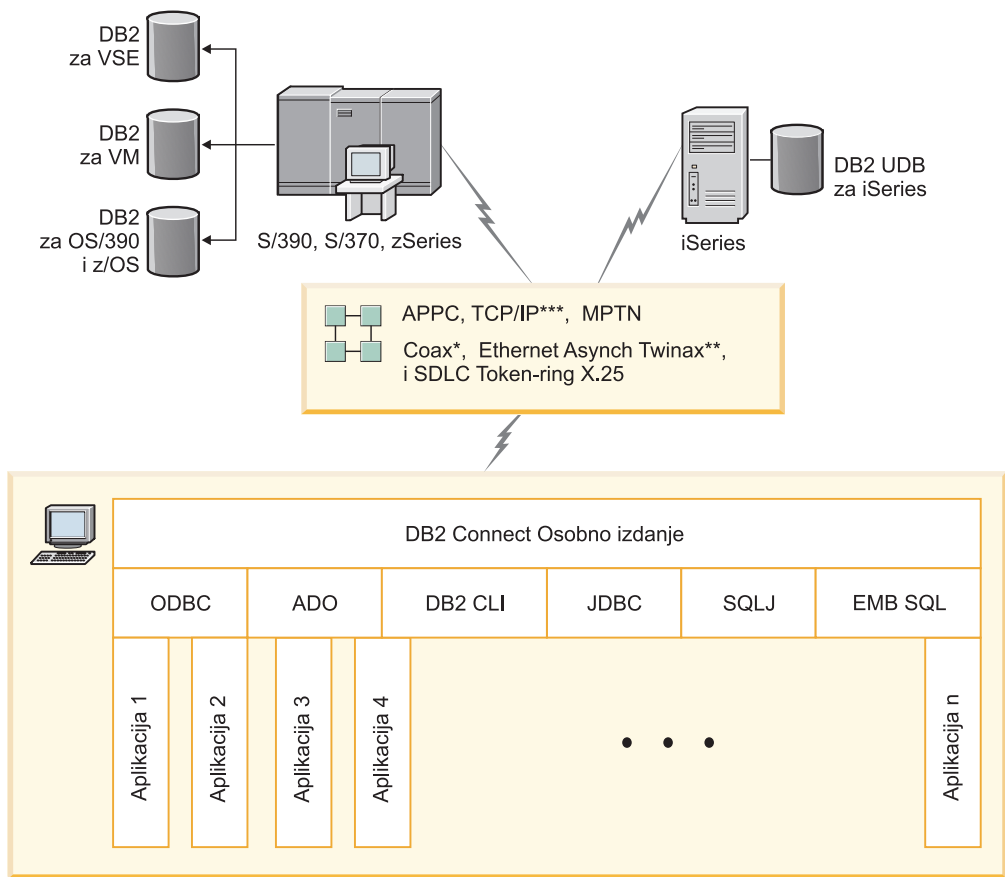 DB2
za VSE
DB2
za VM
DB2
za OS/390
i z/OS
S/390, S/370, zSeries
iSeries
DB2 UDB
za iSeries
APPC, TCP/IP***, MPTN
Coax*, Ethernet Asynch Twinax**,
i SDLC Token-ring X.25
DB2 Connect Osobno izdanje
ODBC
ADO
DB2 CLI
JDBC
SQLJ
EMB SQL
Aplikacija 1
Aplikacija 2
Aplikacija 3
Aplikacija 4
• • •
Aplikacija n